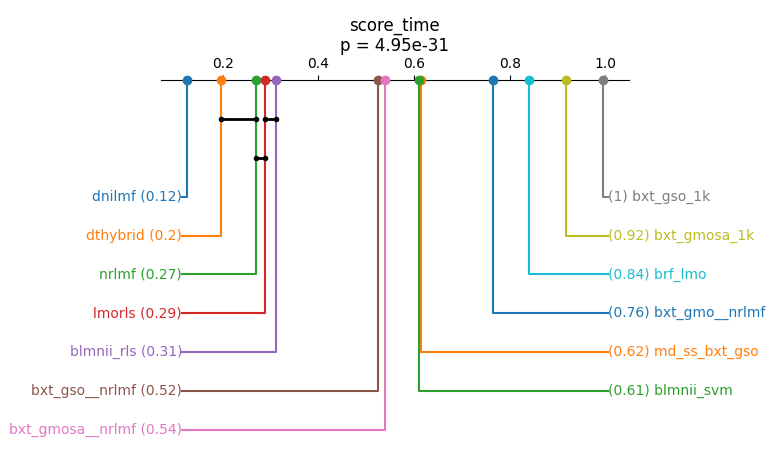 score_time
p = 4.95e-31
0.2 0.4 0.6 0.8 1.0
dnilmf (0.12) (1) bxt_gso_1k
dthybrid (0.2) (0.92) bxt_gmosa_1k
nrlmf (0.27) (0.84) brf_lmo
lmorls (0.29) (0.76) bxt_gmo__nrlmf
blmnii_rls (0.31) (0.62) md_ss_bxt_gso
bxt_gso__nrlmf (0.52) (0.61) blmnii_svm
bxt_gmosa__nrlmf (0.54)